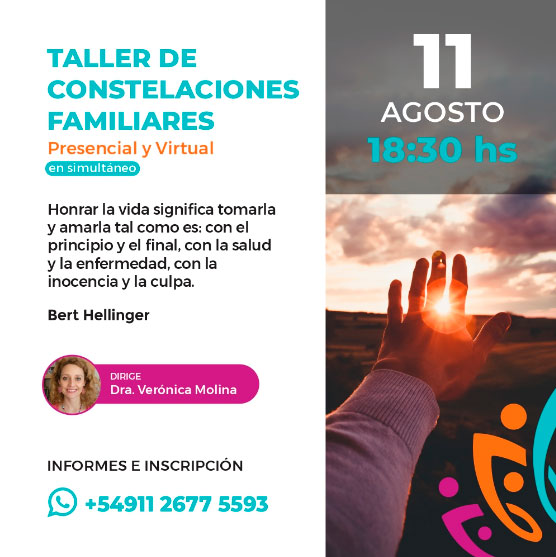 TALLER DE
CONSTELACIONES
FAMILIARES
Presencial y Virtual
en simultáneo
Honrar la vida significa tomarla
y amarla tal como es: con el
principio y el final, con la salud
y la enfermedad, con la
inocencia y la culpa.
Bert Hellinger
DIRIGE
Dra. Verónica Molina
INFORMES E INSCRIPCIÓN
+54911 2677 5593
11
AGOSTO
18:30 hs